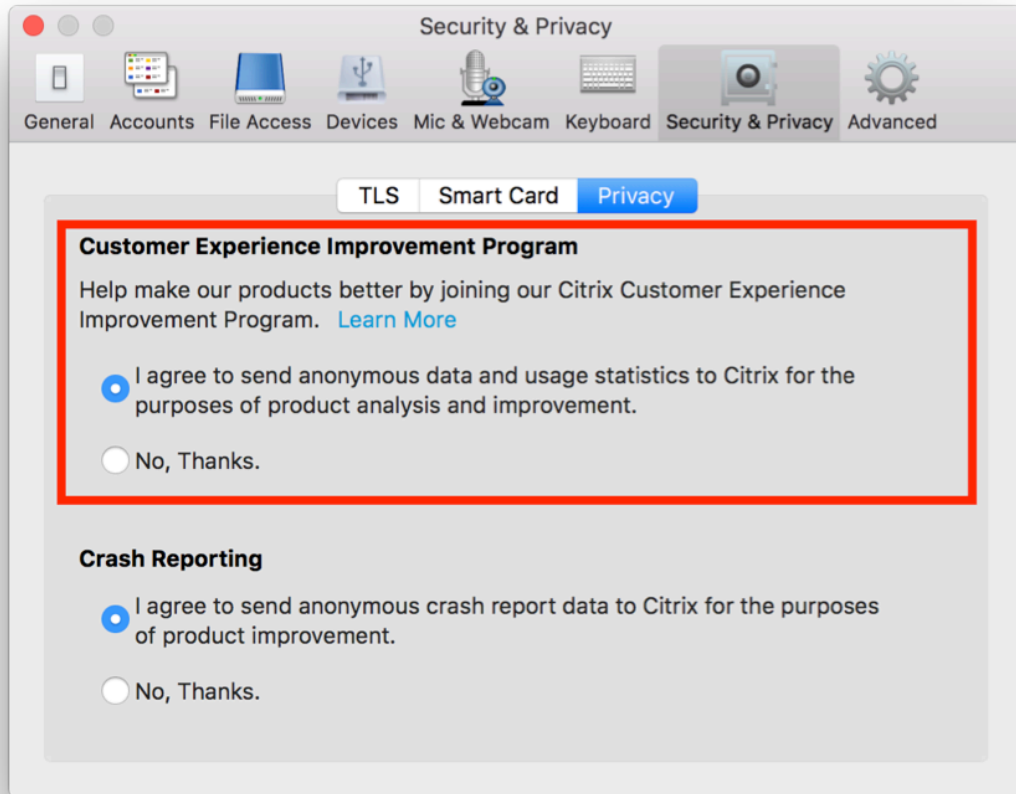 Security & Privacy
General Accounts File Access Devices Mic & Webcam Keyboard Security & Privacy Advanced
TLS Smart Card Privacy
Customer Experience Improvement Program
Help make our products better by joining our Citrix Customer Experience
Improvement Program. Learn More
I agree to send anonymous data and usage statistics to Citrix for the
purposes of product analysis and improvement.
No, Thanks.
Crash Reporting
I agree to send anonymous crash report data to Citrix for the purposes
of product improvement.
No, Thanks.